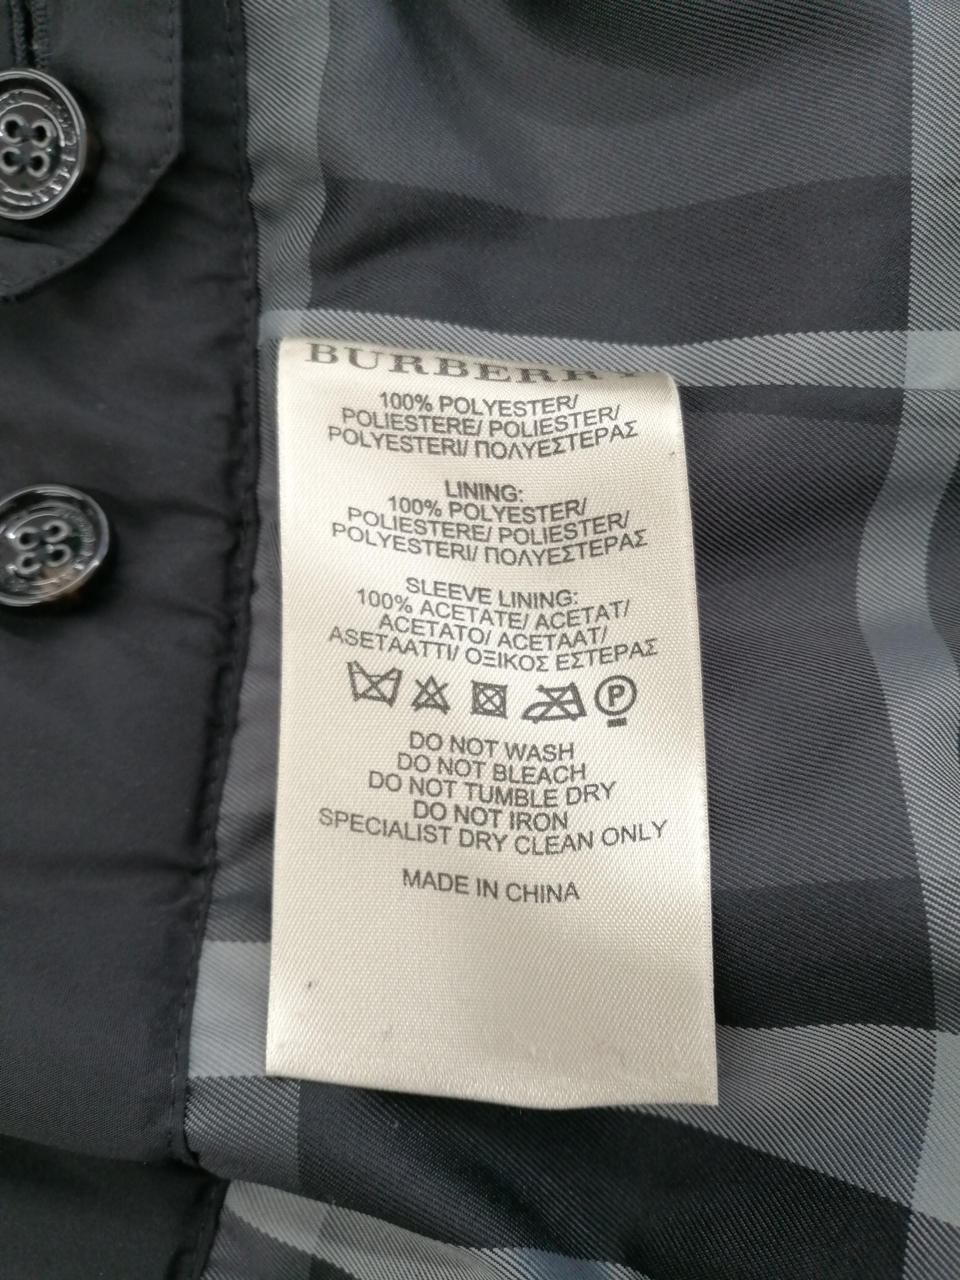 BURBERRY
100% POLYESTER/
POLIESTERE/ POLIESTER/
POLYESTERI/ ΠΟΛΥΕΣΤΕΡΑΣ
LINING:
100% POLYESTER/
POLIESTERE/ POLIESTER/
POLYESTERI/ ΠΟΛΥΕΣΤΕΡΑΣ
SLEEVE LINING:
100% ACETATE/ ACETAT/
ACETATO/ ACETAAT/
ASETAATTI/ ΟΞΙΚΟΣ ΕΣΤΕΡΑΣ
P
DO NOT WASH
DO NOT BLEACH
DO NOT TUMBLE DRY
DO NOT IRON
SPECIALIST DRY CLEAN ONLY
MADE IN CHINA